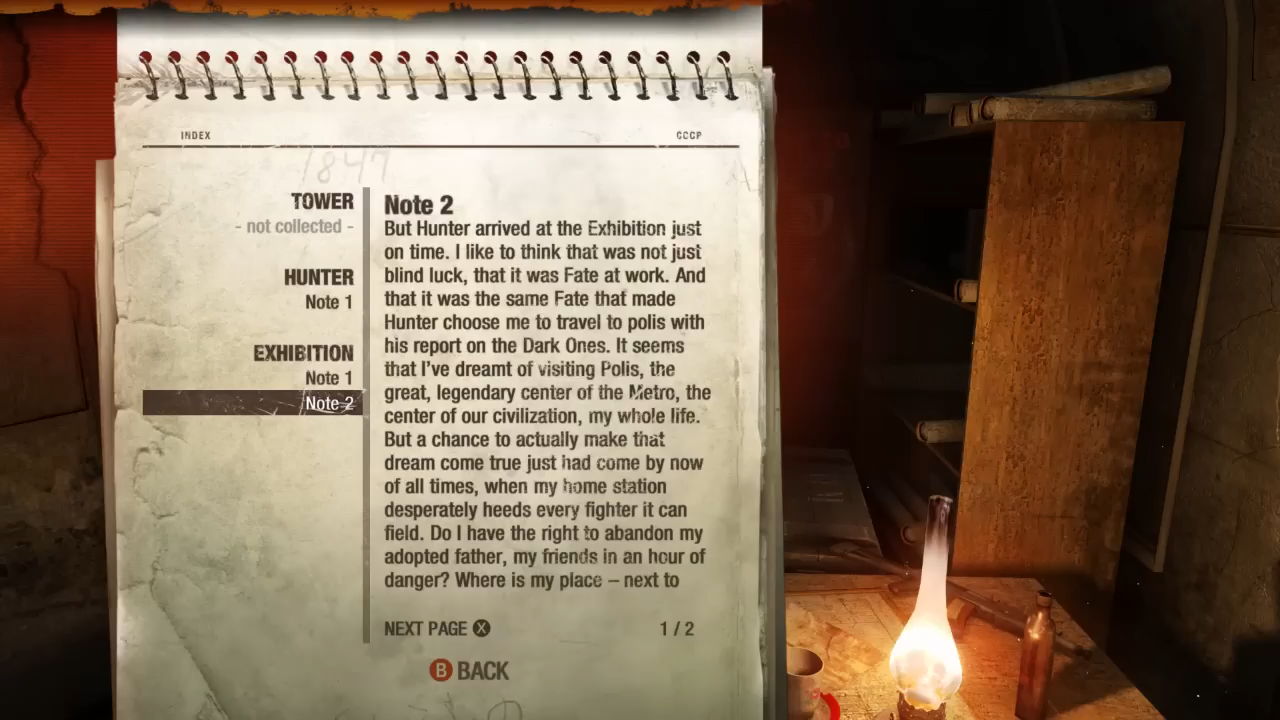 INDEX
CCCP
1847
TOWER
- not collected -
HUNTER
Note 1
EXHIBITION
Note 1
Note 2
Note 2
But Hunter arrived at the Exhibition just
on time. I like to think that was not just
blind luck, that it was Fate at work. And
that it was the same Fate that made
Hunter choose me to travel to polis with
his report on the Dark Ones. It seems
that I've dreamt of visiting Polis, the
great, legendary center of the Metro, the
center of our civilization, my whole life.
But a chance to actually make that
dream come true just had come by now
of all times, when my home station
desperately heeds every fighter it can
field. Do I have the right to abandon my
adopted father, my friends in an hour of
danger? Where is my place – next to
NEXT PAGE X
1 / 2
B BACK